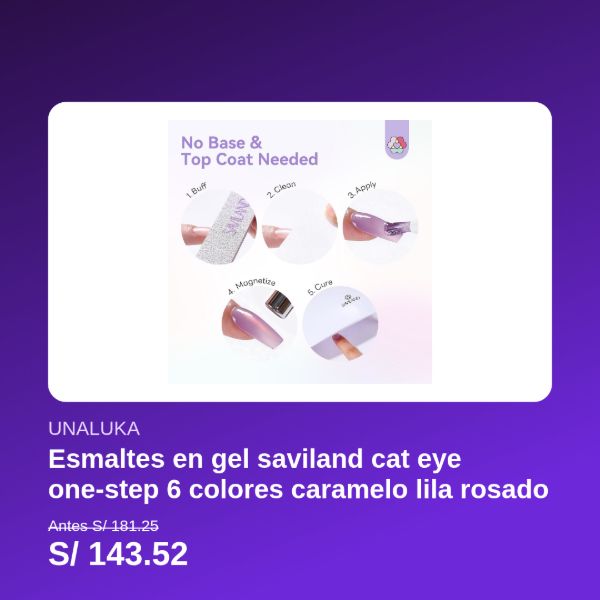 No Base &
Top Coat Needed
1. Buff
2. Clean
3. Apply
SAVILAND
4. Magnetize
5. Cure
UNALUKA
Esmaltes en gel saviland cat eye
one-step 6 colores caramelo lila rosado
Antes S/ 181.25
S/ 143.52